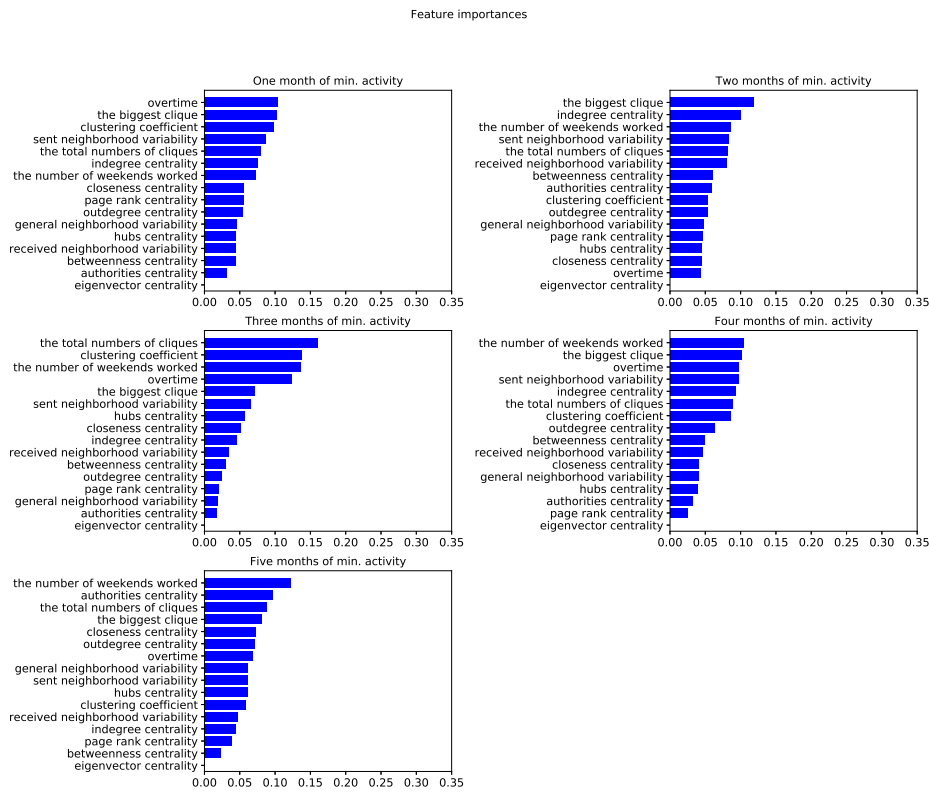 Feature importances
One month of min. activity
overtime
the biggest clique
clustering coefficient
sent neighborhood variability
the total numbers of cliques
indegree centrality
the number of weekends worked
closeness centrality
page rank centrality
outdegree centrality
general neighborhood variability
hubs centrality
received neighborhood variability
betweenness centrality
authorities centrality
eigenvector centrality
0.00 0.05 0.10 0.15 0.20 0.25 0.30 0.35
Two months of min. activity
the biggest clique
indegree centrality
the number of weekends worked
sent neighborhood variability
the total numbers of cliques
received neighborhood variability
betweenness centrality
authorities centrality
clustering coefficient
outdegree centrality
general neighborhood variability
page rank centrality
hubs centrality
closeness centrality
overtime
eigenvector centrality
0.00 0.05 0.10 0.15 0.20 0.25 0.30 0.35
Three months of min. activity
the total numbers of cliques
clustering coefficient
the number of weekends worked
overtime
the biggest clique
sent neighborhood variability
hubs centrality
closeness centrality
indegree centrality
received neighborhood variability
betweenness centrality
outdegree centrality
page rank centrality
general neighborhood variability
authorities centrality
eigenvector centrality
0.00 0.05 0.10 0.15 0.20 0.25 0.30 0.35
Four months of min. activity
the number of weekends worked
the biggest clique
overtime
sent neighborhood variability
indegree centrality
the total numbers of cliques
clustering coefficient
outdegree centrality
betweenness centrality
received neighborhood variability
closeness centrality
general neighborhood variability
hubs centrality
authorities centrality
page rank centrality
eigenvector centrality
0.00 0.05 0.10 0.15 0.20 0.25 0.30 0.35
Five months of min. activity
the number of weekends worked
authorities centrality
the total numbers of cliques
the biggest clique
closeness centrality
outdegree centrality
overtime
general neighborhood variability
sent neighborhood variability
hubs centrality
clustering coefficient
received neighborhood variability
indegree centrality
page rank centrality
betweenness centrality
eigenvector centrality
0.00 0.05 0.10 0.15 0.20 0.25 0.30 0.35